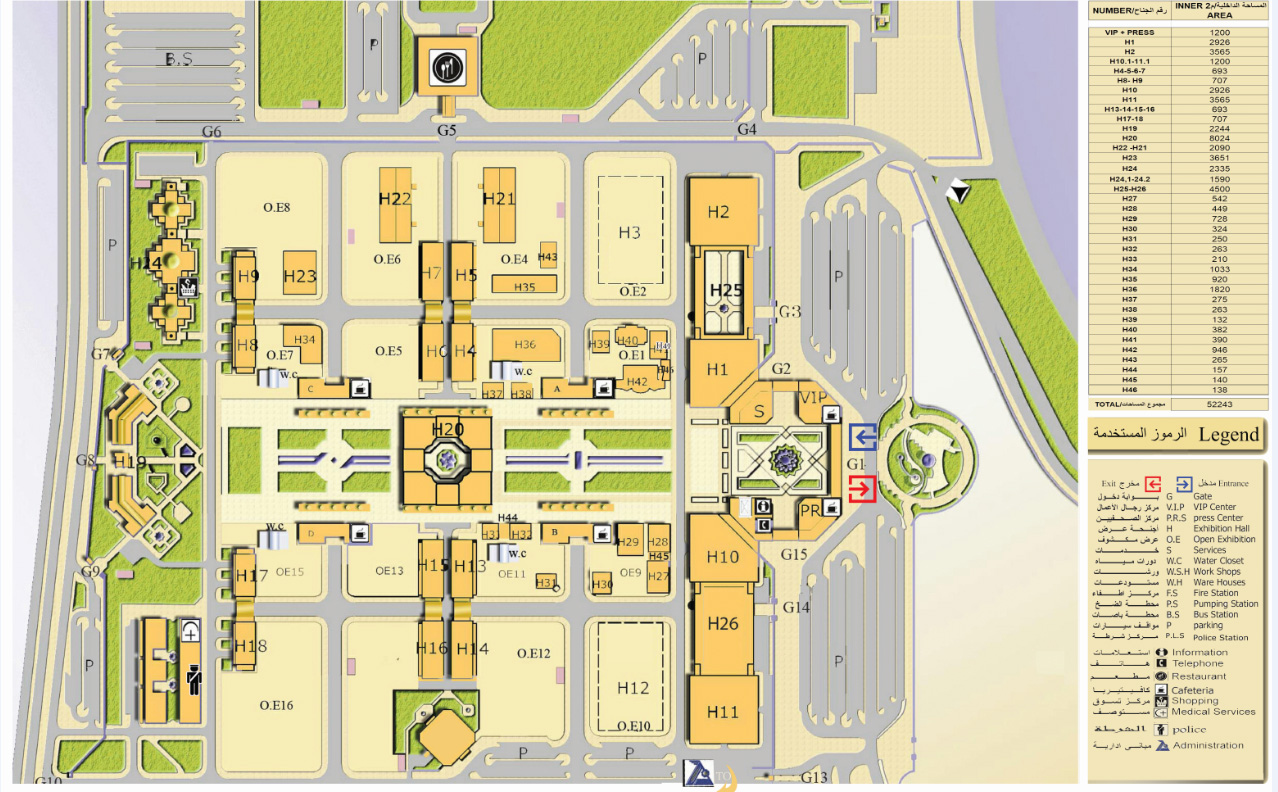 B.S
P
P
G6
G5
G4
O.E8
H22
H21
H3
H2
P
H24
H9
H23
O.E6
H7
H5
O.E4
H43
H35
O.E2
H25
P
G3
G7
H8
H34
O.E7
w.c
O.E5
H4
H36
w.c
H39
H40
O.E1
H42
H1
G2
C
H37
H38
A
S
VIP
H20
G8
H19
G1
w.c
D
H44
H32
w.c
B
H29
H28
H45
PR
G15
G9
H17
OE15
OE13
H15
H13
OE11
H31
H30
OE9
H27
H10
G14
P
H18
H16
H14
O.E12
H26
P
O.E16
H12
O.E10
H11
P
P
G10
TO
G13
NUMBER/رقم الجناح
INNER 2المساحة الداخلية/م
AREA
VIP + PRESS 1200
H1 2926
H2 3565
H10.1-11.1 1200
H4-5-6-7 693
H8- H9 707
H10 2926
H11 3565
H13-14-15-16 693
H17-18 707
H19 2244
H20 8024
H22 -H21 2090
H23 3651
H24 2335
H24,1-24.2 1590
H25-H26 4500
H27 542
H28 449
H29 728
H30 324
H31 250
H32 263
H33 210
H34 1033
H35 920
H36 1820
H37 275
H38 263
H39 132
H40 382
H41 390
H42 946
H43 265
H44 157
H45 140
H46 138
TOTAL/مجموع المساحات 52243
الرموز المستخدمة Legend
Exit مخرج مدخل Entrance
بوابة دخول G Gate
مركز رجال الأعمال V.I.P VIP Center
مركز الصحفيين P.R.S press Center
أجنحة عرض H Exhibition Hall
عرض مكشوف O.E Open Exhibition
خدمات S Services
دورات مياه W.C Water Closet
ورشات W.S.H Work Shops
مستودعات W.H Ware Houses
مركز اطفاء F.S Fire Station
محطة الضخ P.S Pumping Station
محطة باصات B.S Bus Station
مواقف سيارات P parking
مركز شرطة P.L.S Police Station
استعلامات Information
هاتف Telephone
مطعم Restaurant
كافيتيريا Cafeteria
مركز تسوق Shopping
مستوصف Medical Services
الشرطة police
مباني ادارية Administration